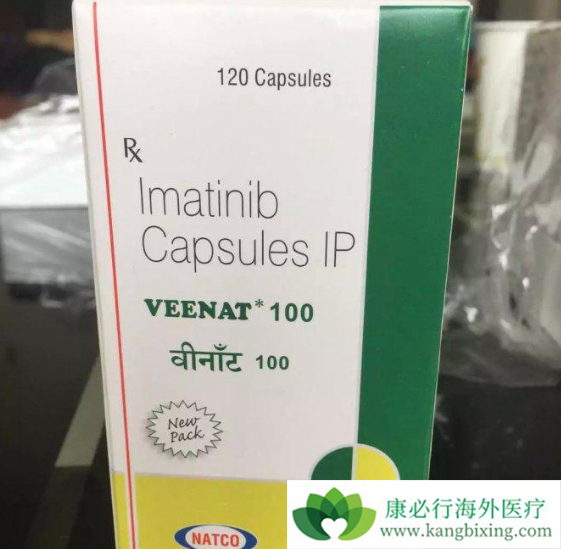 120 Capsules
Rx
Imatinib
Capsules IP
VEENAT* 100
वीनाँट 100
New
Pack
NATCO
康必行海外医疗
www.kangbixing.com